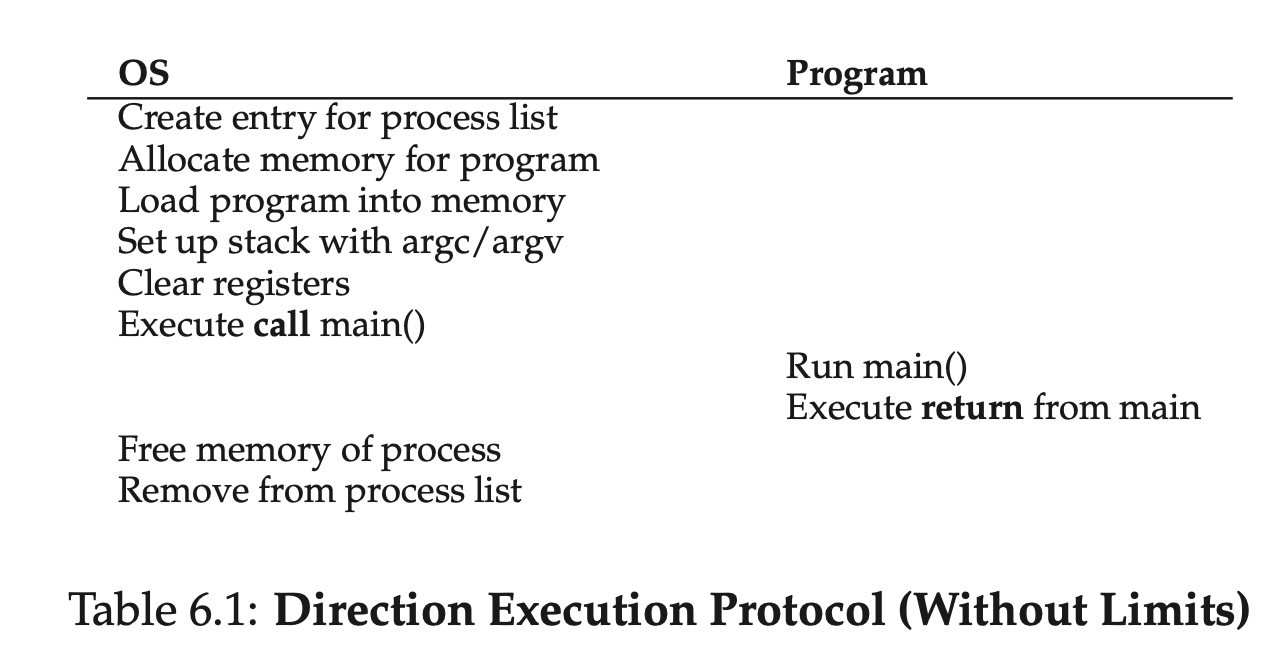 OS Program
Create entry for process list
Allocate memory for program
Load program into memory
Set up stack with argc/argv
Clear registers
Execute call main()
Run main()
Execute return from main
Free memory of process
Remove from process list
Table 6.1: Direction Execution Protocol (Without Limits)